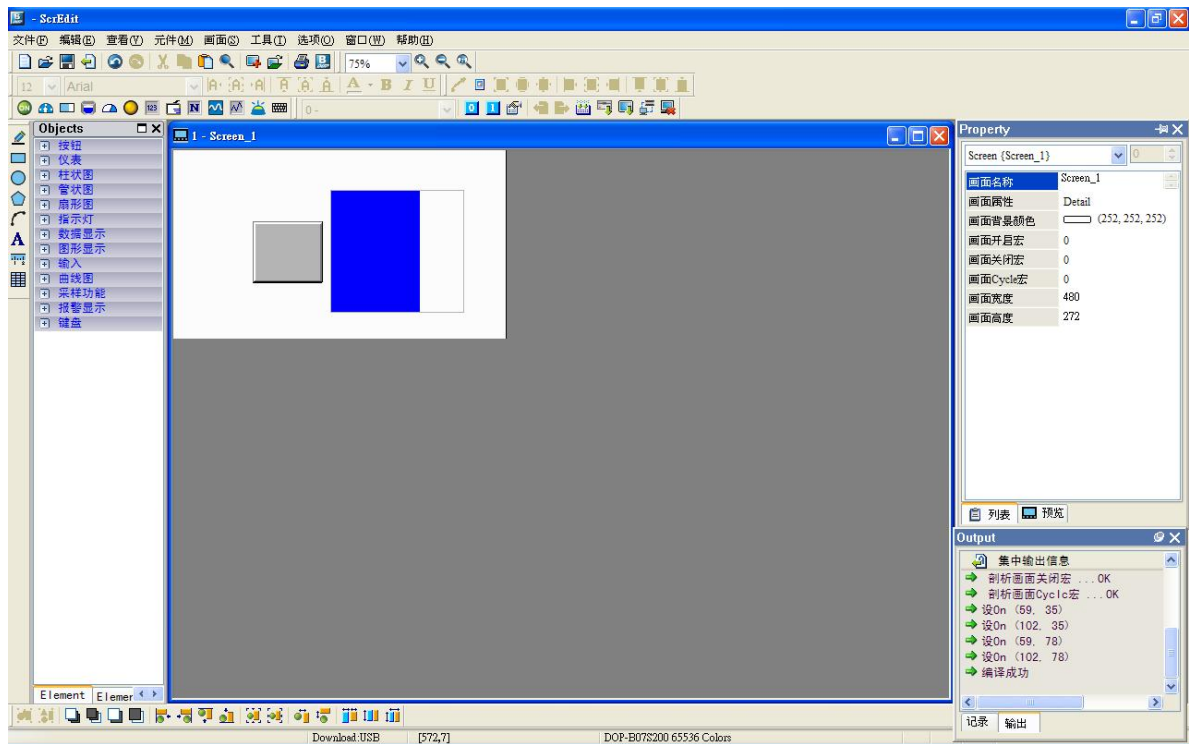 - ScrEdit
文件(F) 编辑(E) 查看(V) 元件(M) 画面(S) 工具(T) 选项(O) 窗口(W) 帮助(H)
75%
12 Arial
A B I U
0 -
Objects
按钮
仪表
柱状图
管状图
扇形图
指示灯
数据显示
图形显示
输入
曲线图
采样功能
报警显示
键盘
Element Elemer
1 - Screen_1
Property
Screen {Screen_1} 0
画面名称 Screen_1
画面属性 Detail
画面背景颜色 (252, 252, 252)
画面开启宏 0
画面关闭宏 0
画面Cycle宏 0
画面宽度 480
画面高度 272
列表 预览
Output
集中输出信息
剖析画面关闭宏 ...OK
剖析画面Cycle宏 ...OK
设On (59, 35)
设On (102, 35)
设On (59, 78)
设On (102, 78)
编译成功
记录 输出
Download:USB [572,7] DOP-B07S200 65536 Colors